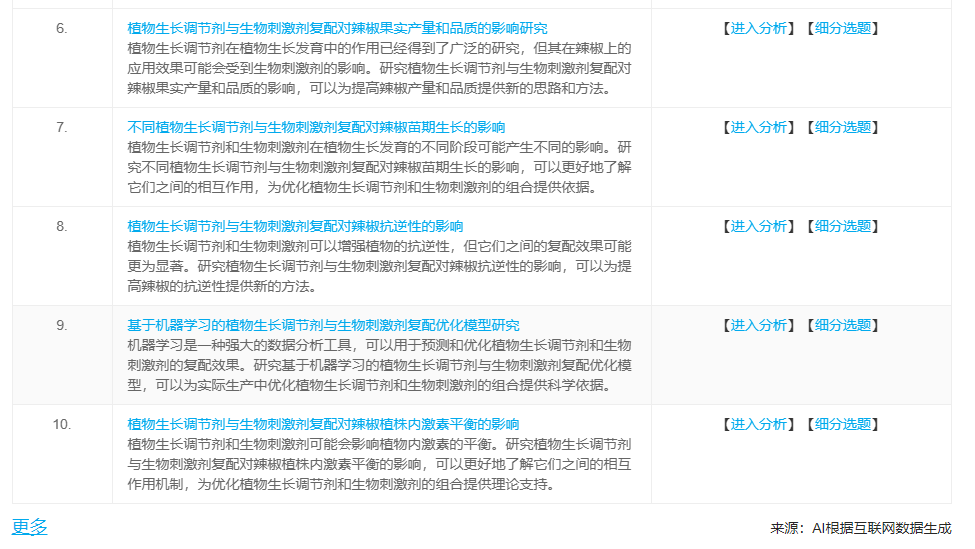 6.
植物生长调节剂与生物刺激剂复配对辣椒果实产量和品质的影响研究
【进入分析】【细分选题】
植物生长调节剂在植物生长发育中的作用已经得到了广泛的研究，但其在辣椒上的
应用效果可能会受到生物刺激剂的影响。研究植物生长调节剂与生物刺激剂复配对
辣椒果实产量和品质的影响，可以为提高辣椒产量和品质提供新的思路和方法。
7.
不同植物生长调节剂与生物刺激剂复配对辣椒苗期生长的影响
【进入分析】【细分选题】
植物生长调节剂和生物刺激剂在植物生长发育的不同阶段可能产生不同的影响。研
究不同植物生长调节剂与生物刺激剂复配对辣椒苗期生长的影响，可以更好地了解
它们之间的相互作用，为优化植物生长调节剂和生物刺激剂的组合提供依据。
8.
植物生长调节剂与生物刺激剂复配对辣椒抗逆性的影响
【进入分析】【细分选题】
植物生长调节剂和生物刺激剂可以增强植物的抗逆性，但它们之间的复配效果可能
更为显著。研究植物生长调节剂与生物刺激剂复配对辣椒抗逆性的影响，可以为提
高辣椒的抗逆性提供新的方法。
9.
基于机器学习的植物生长调节剂与生物刺激剂复配优化模型研究
【进入分析】【细分选题】
机器学习是一种强大的数据分析工具，可以用于预测和优化植物生长调节剂和生物
刺激剂的复配效果。研究基于机器学习的植物生长调节剂与生物刺激剂复配优化模
型，可以为实际生产中优化植物生长调节剂和生物刺激剂的组合提供科学依据。
10.
植物生长调节剂与生物刺激剂复配对辣椒植株内激素平衡的影响
【进入分析】【细分选题】
植物生长调节剂和生物刺激剂可能会影响植物内激素的平衡。研究植物生长调节剂
与生物刺激剂复配对辣椒植株内激素平衡的影响，可以更好地了解它们之间的相互
作用机制，为优化植物生长调节剂和生物刺激剂的组合提供理论支持。
更多
来源：AI根据互联网数据生成